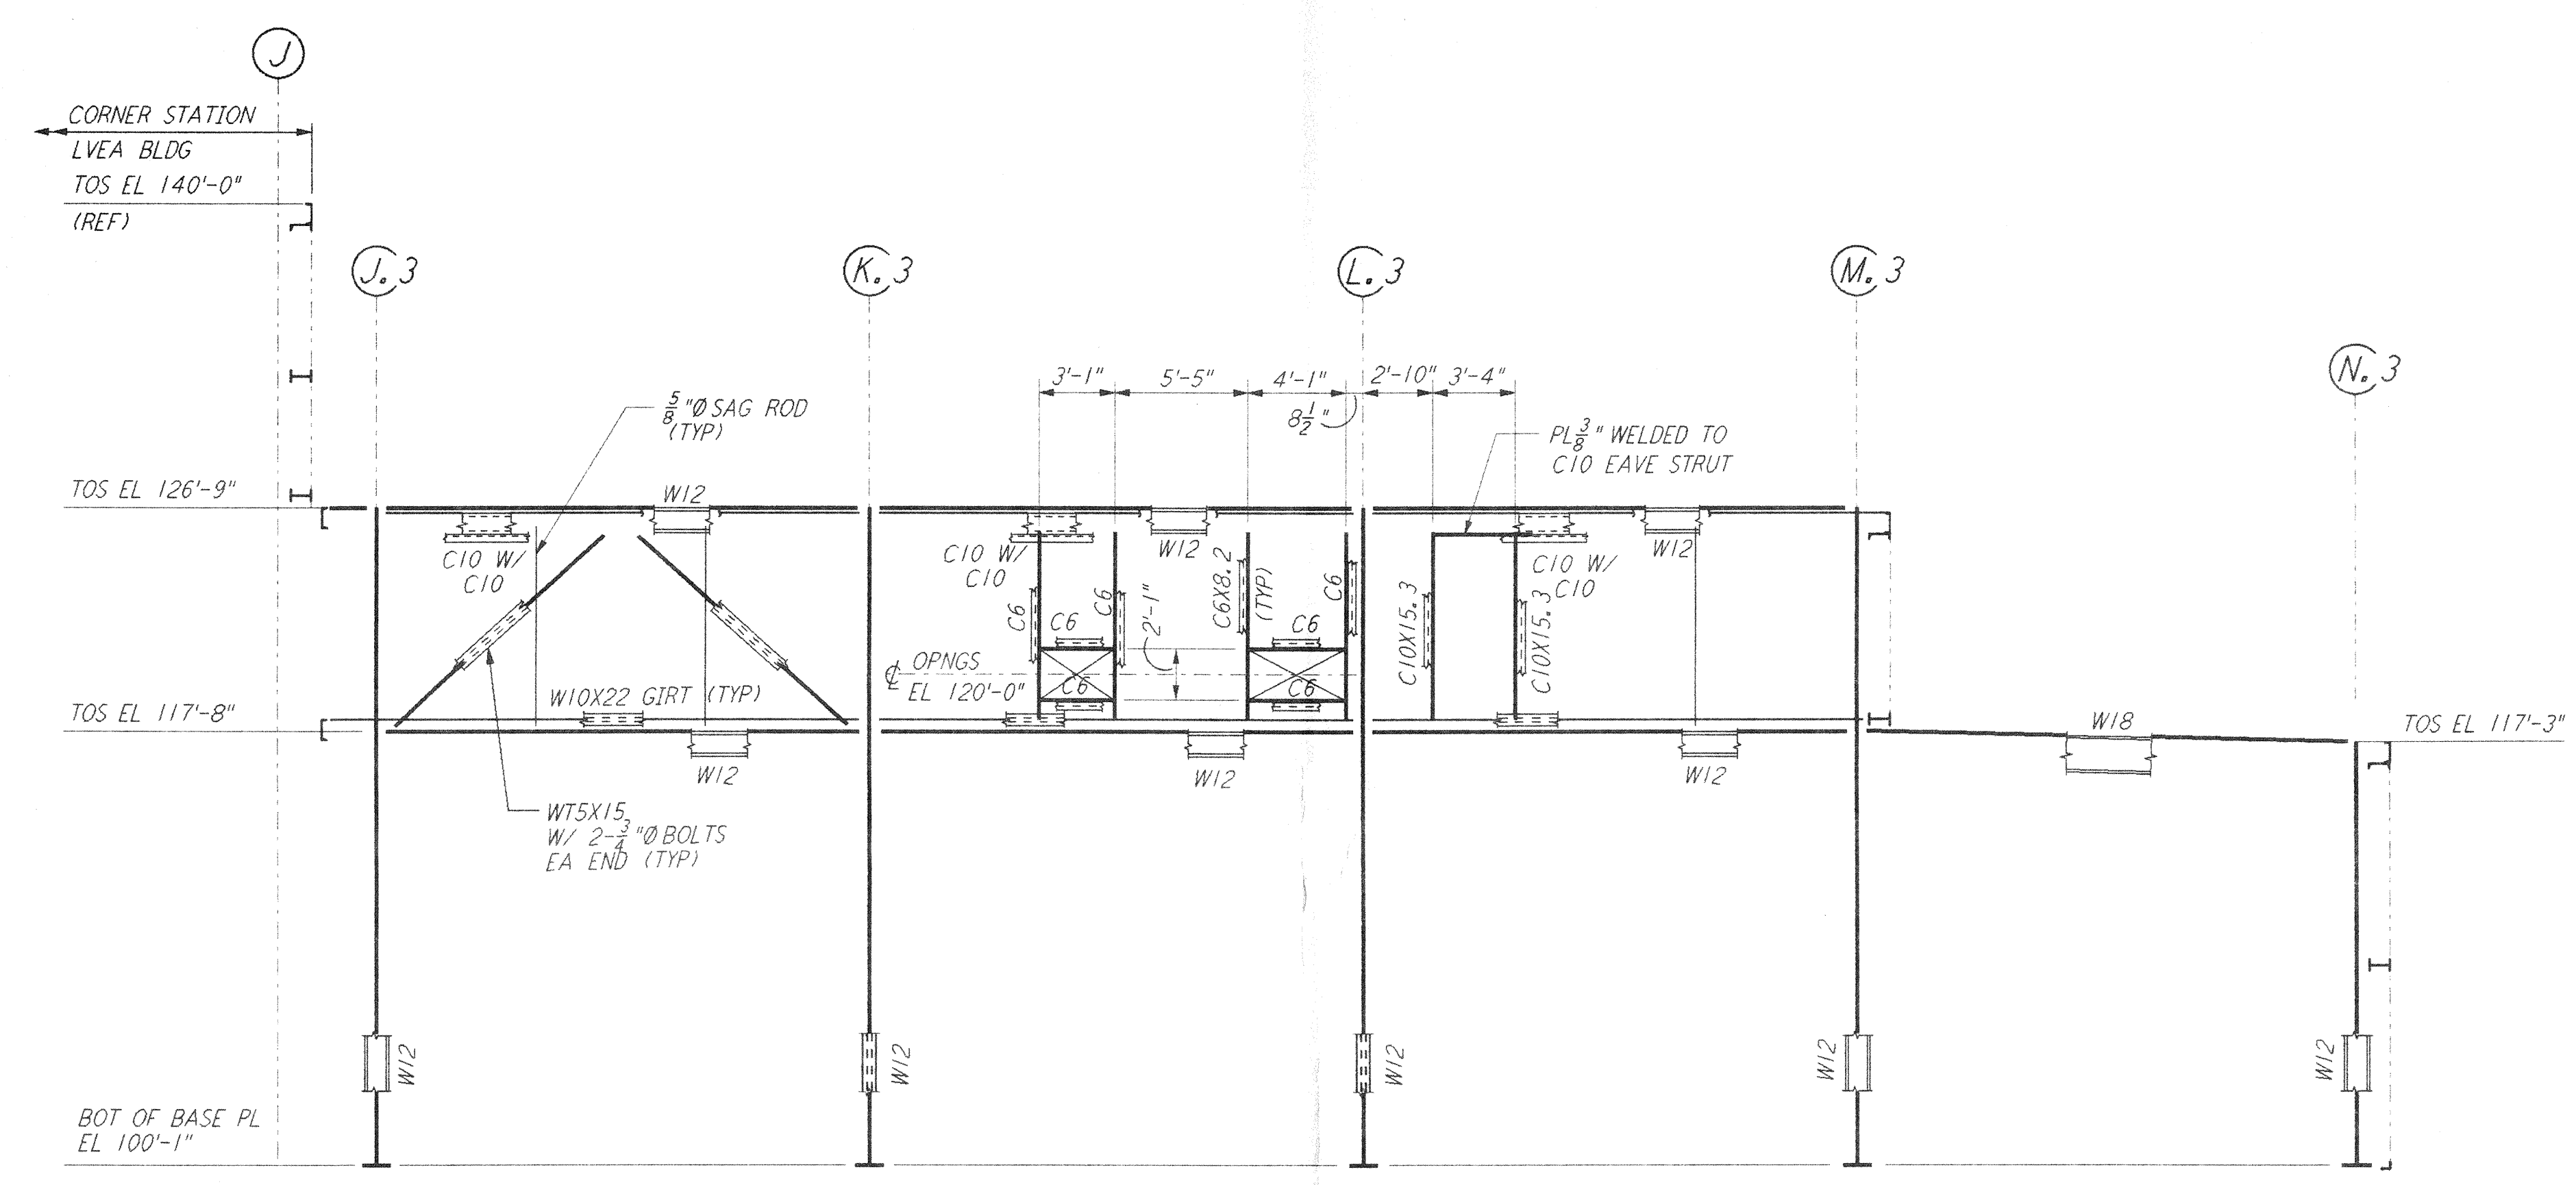 J
CORNER STATION
LVEA BLDG
TOS EL 140'-0"
(REF)
J.3
K.3
L.3
M.3
N.3
3'-1"
5'-5"
4'-1"
8 1/2"
2'-10"
3'-4"
5/8"Ø SAG ROD
(TYP)
PL 3/8" WELDED TO
C10 EAVE STRUT
TOS EL 126'-9"
W12
W12
W12
C10 W/
C10
C10 W/
C10
C10 W/
C10
C6
C6
C6
2'-1"
C6X8.2
(TYP)
C6
C6
C10X15.3
C10X15.3
℄ OPNGS
EL 120'-0"
C6
C6
W10X22 GIRT (TYP)
TOS EL 117'-8"
W18
TOS EL 117'-3"
W12
W12
W12
WT5X15
W/ 2-3/4"Ø BOLTS
EA END (TYP)
W12
W12
W12
W12
W12
BOT OF BASE PL
EL 100'-1"